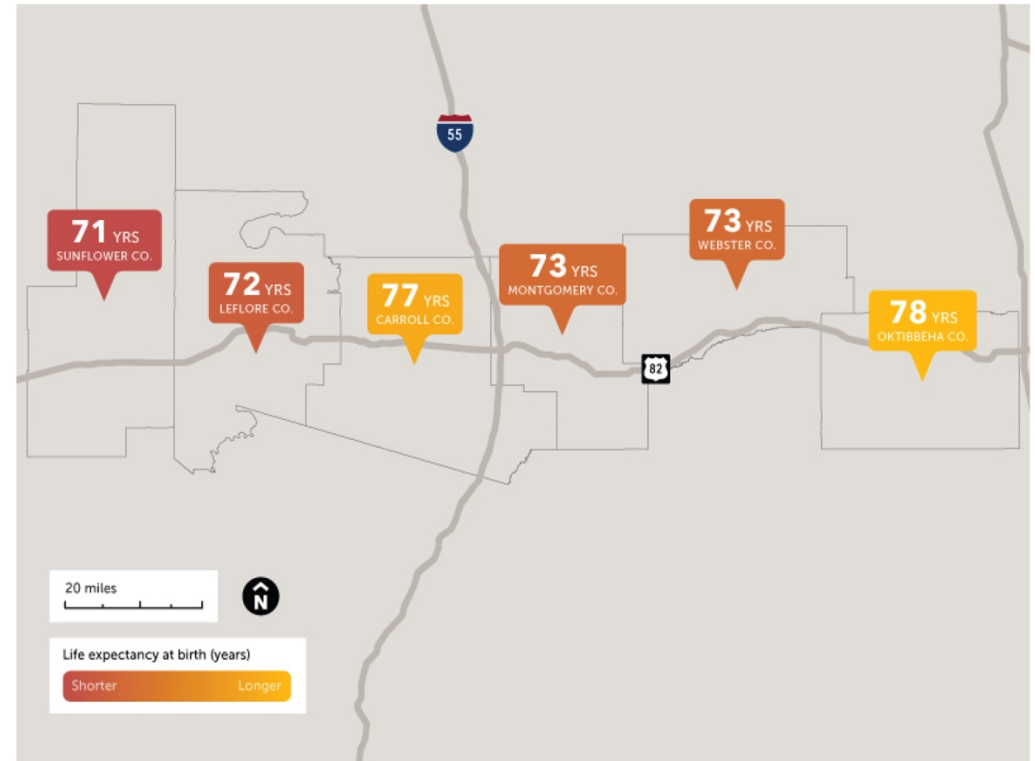 55
71 YRS
SUNFLOWER CO.
73 YRS
WEBSTER CO.
72 YRS
LEFLORE CO.
77 YRS
CARROLL CO.
73 YRS
MONTGOMERY CO.
78 YRS
OKTIBBEHA CO.
82
20 miles
N
Life expectancy at birth (years)
Shorter Longer